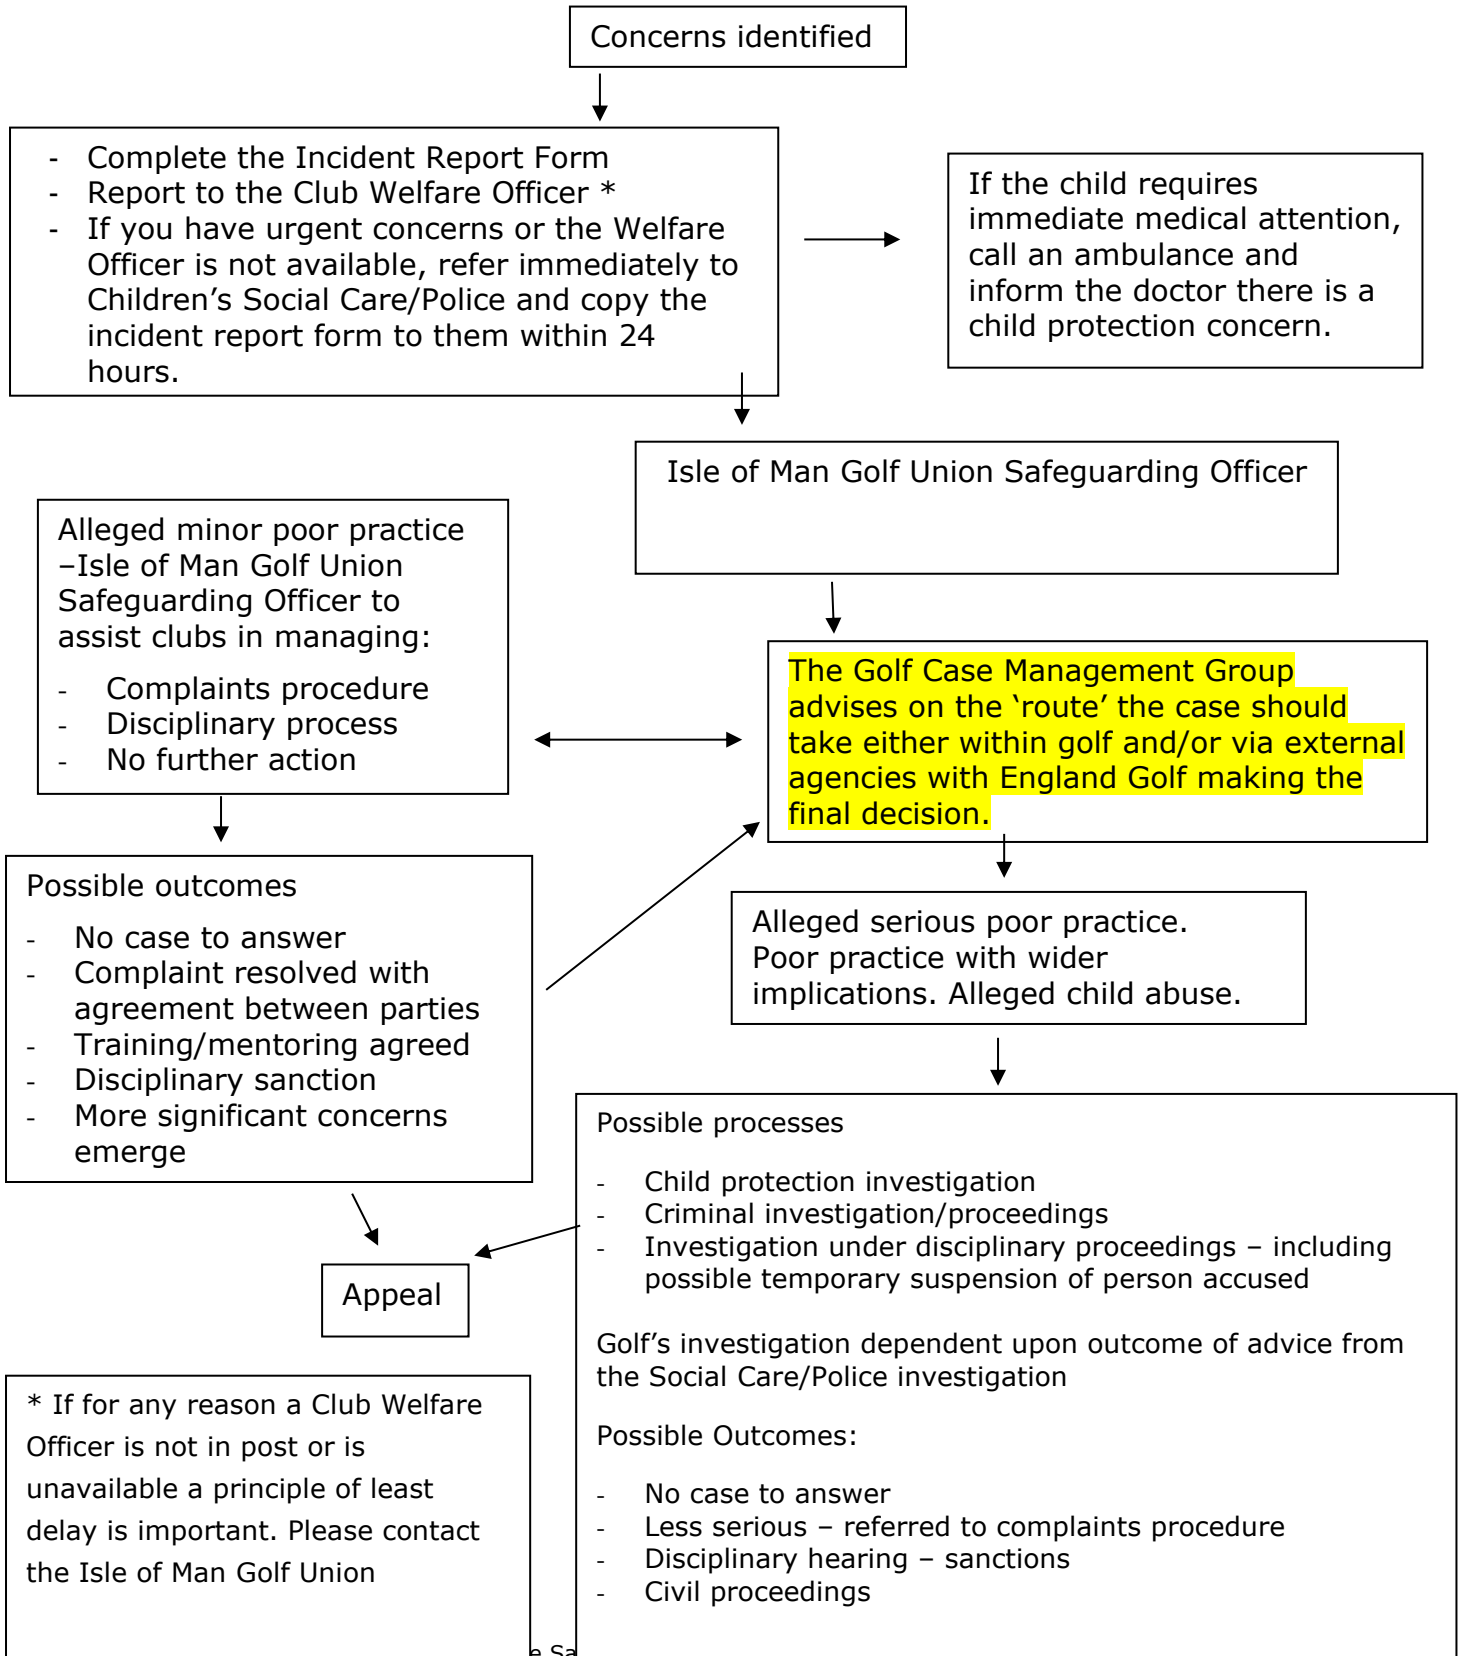 Concerns identified
- Complete the Incident Report Form
- Report to the Club Welfare Officer *
- If you have urgent concerns or the Welfare
Officer is not available, refer immediately to
Children’s Social Care/Police and copy the
incident report form to them within 24
hours.
If the child requires
immediate medical attention,
call an ambulance and
inform the doctor there is a
child protection concern.
Isle of Man Golf Union Safeguarding Officer
Alleged minor poor practice
–Isle of Man Golf Union
Safeguarding Officer to
assist clubs in managing:
- Complaints procedure
- Disciplinary process
- No further action
The Golf Case Management Group
advises on the ‘route’ the case should
take either within golf and/or via external
agencies with England Golf making the
final decision.
Possible outcomes
- No case to answer
- Complaint resolved with
agreement between parties
- Training/mentoring agreed
- Disciplinary sanction
- More significant concerns
emerge
Alleged serious poor practice.
Poor practice with wider
implications. Alleged child abuse.
Possible processes
- Child protection investigation
- Criminal investigation/proceedings
- Investigation under disciplinary proceedings – including
possible temporary suspension of person accused
Golf’s investigation dependent upon outcome of advice from
the Social Care/Police investigation
Possible Outcomes:
- No case to answer
- Less serious – referred to complaints procedure
- Disciplinary hearing – sanctions
- Civil proceedings
Appeal
* If for any reason a Club Welfare
Officer is not in post or is
unavailable a principle of least
delay is important. Please contact
the Isle of Man Golf Union